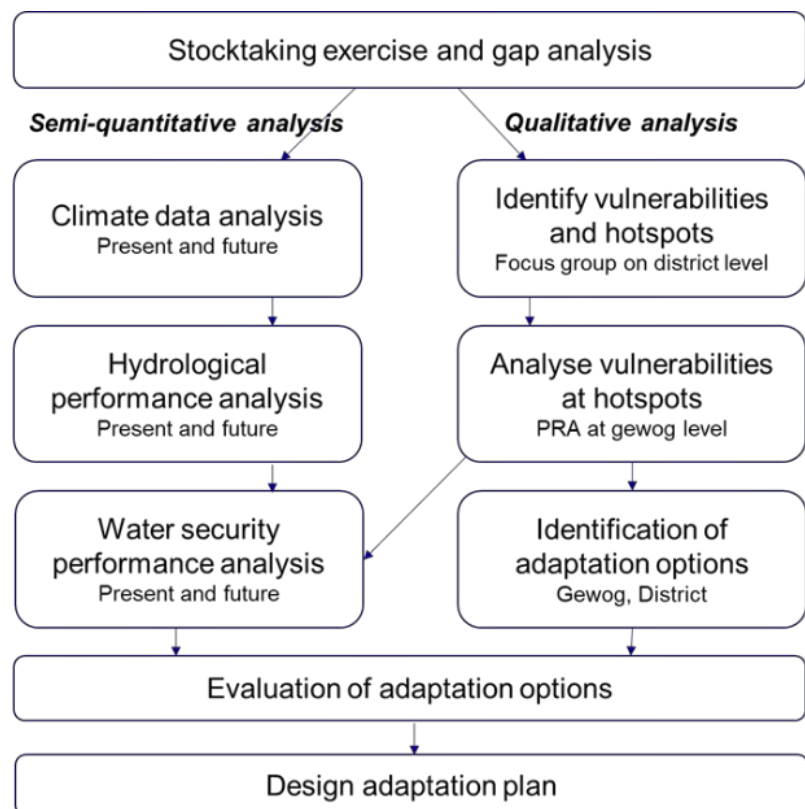 Stocktaking exercise and gap analysis
Semi-quantitative analysis
Qualitative analysis
Climate data analysis
Present and future
Identify vulnerabilities
and hotspots
Focus group on district level
Hydrological
performance analysis
Present and future
Analyse vulnerabilities
at hotspots
PRA at gewog level
Water security
performance analysis
Present and future
Identification of
adaptation options
Gewog, District
Evaluation of adaptation options
Design adaptation plan